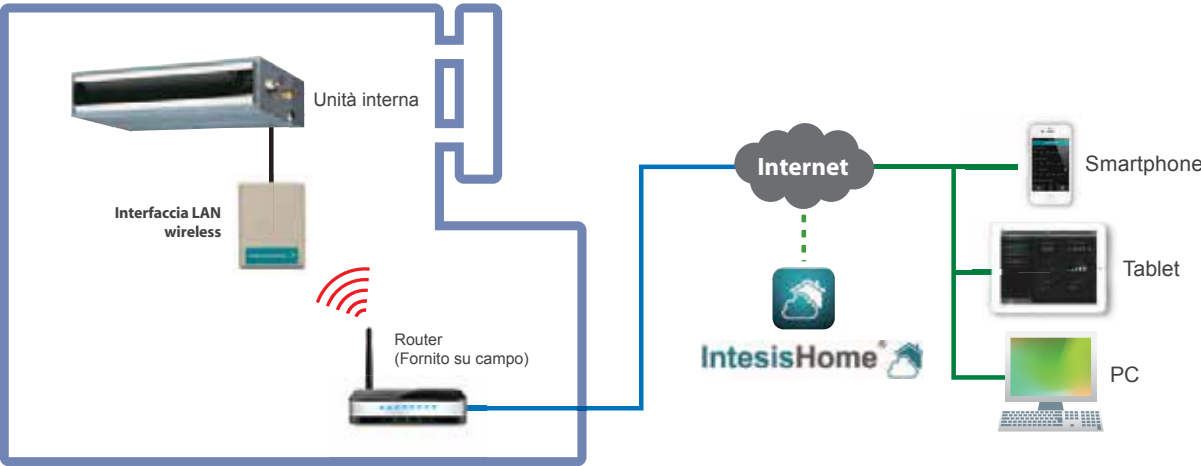 Unità interna
Interfaccia LAN
wireless
Router
(Fornito su campo)
Internet
IntesisHome®
Smartphone
Tablet
PC